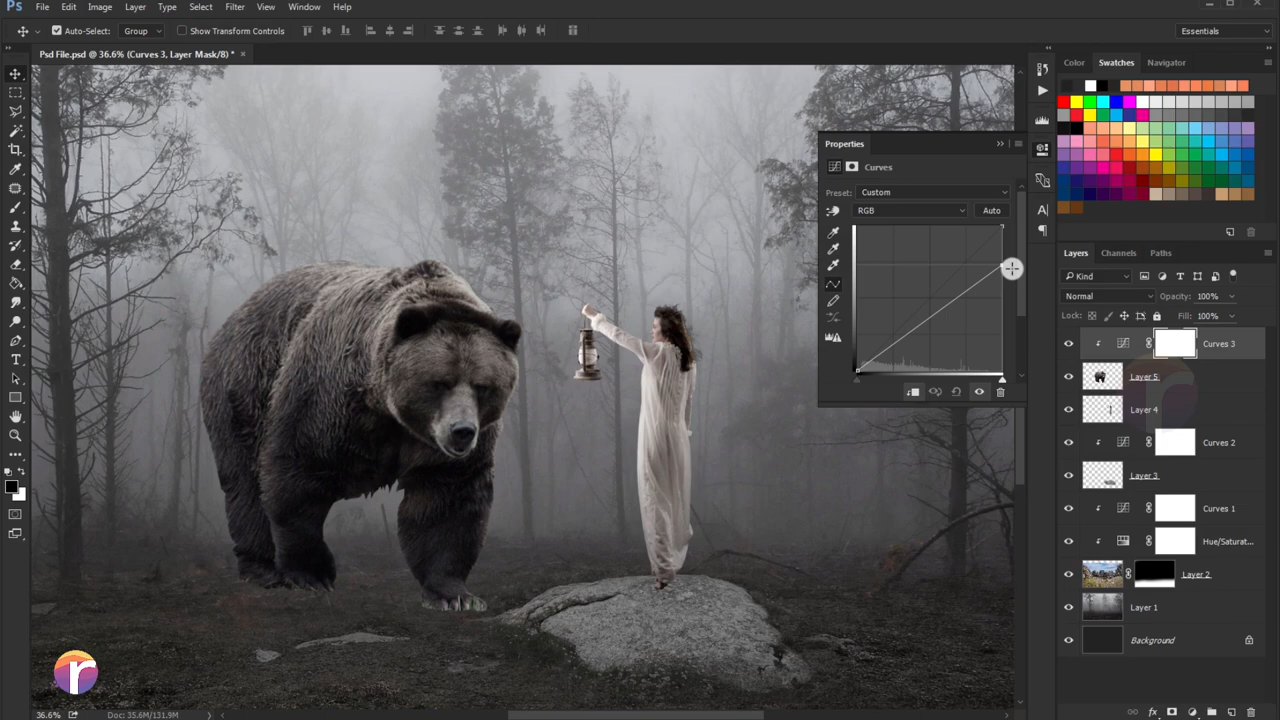 Ps File Edit Image Layer Type Select Filter View Window Help
Auto-Select: Group Show Transform Controls Essentials
Psd File.psd @ 36.6% (Curves 3, Layer Mask/8) * ×
Color Swatches Navigator
Properties
Curves
Preset: Custom
RGB Auto
Layers Channels Paths
Kind
Normal Opacity: 100%
Lock: Fill: 100%
Curves 3
Layer 5
Layer 4
Curves 2
Layer 3
Curves 1
Hue/Saturat...
Layer 2
Layer 1
Background
r
36.6% Doc: 35.6M/131.9M
fx